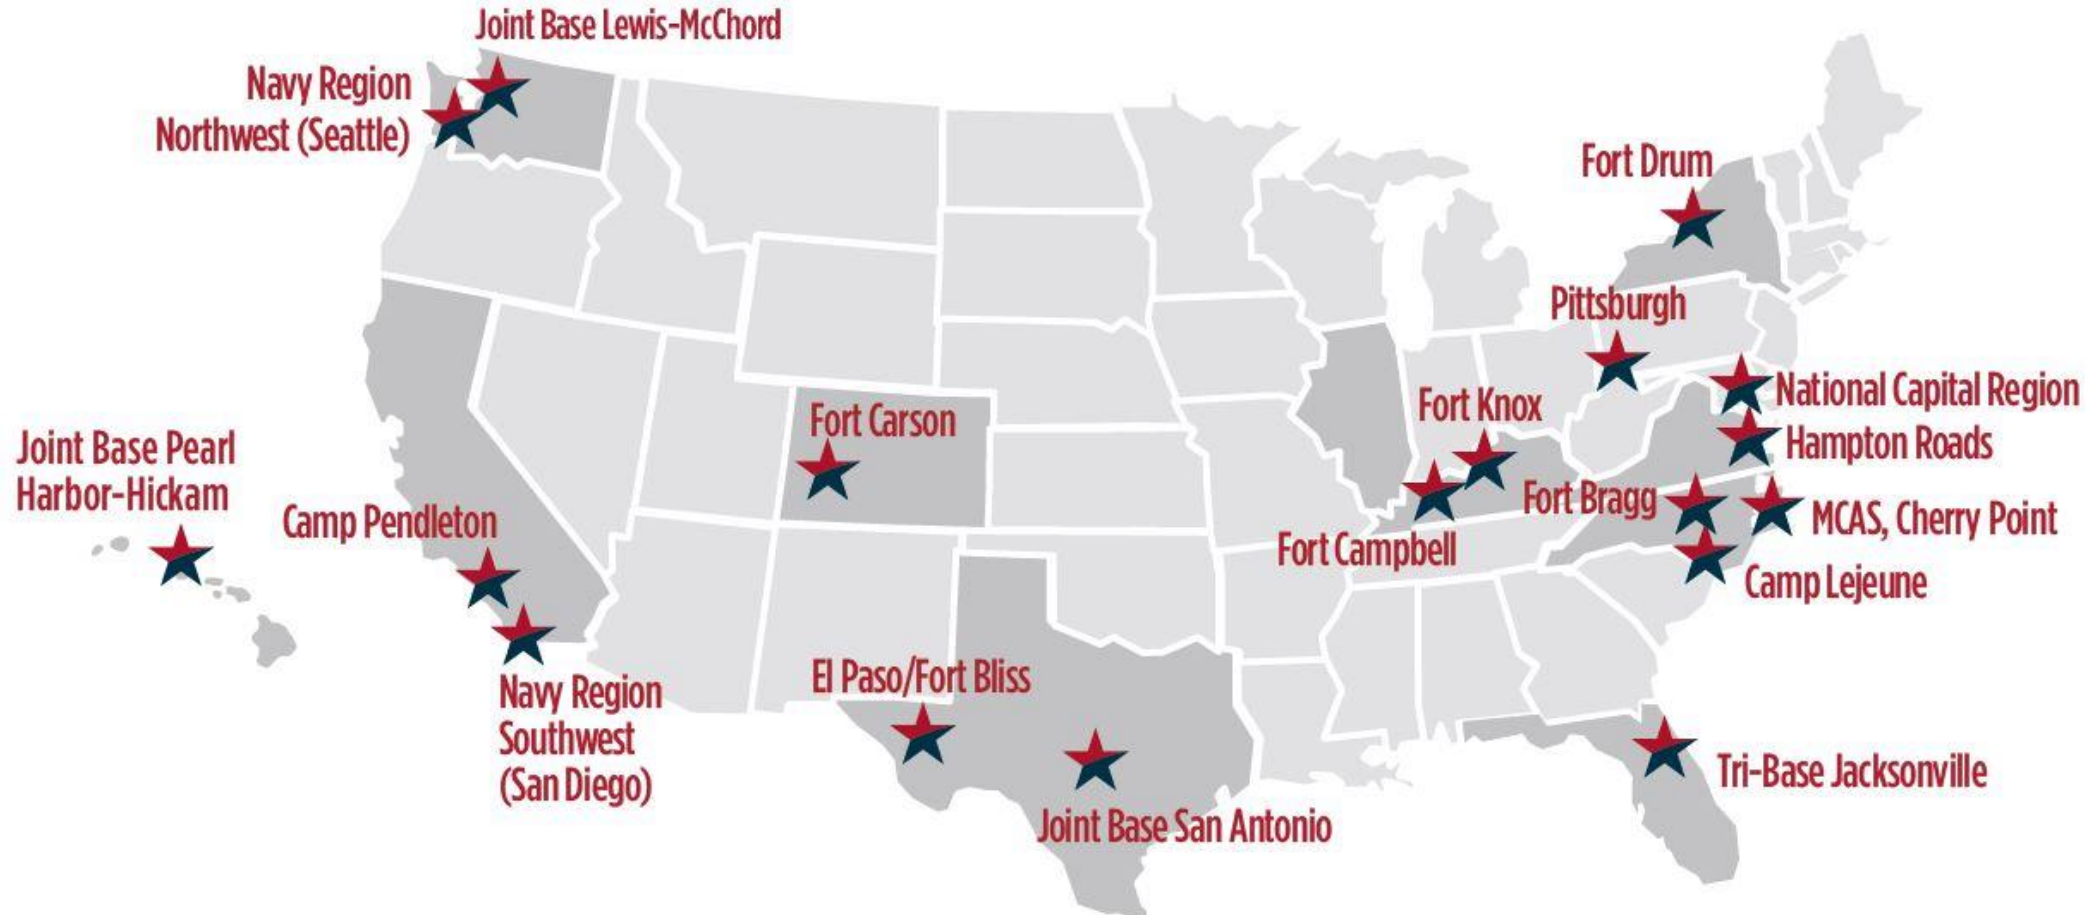 Joint Base Lewis-McChord
Navy Region
Northwest (Seattle)
Fort Drum
Pittsburgh
National Capital Region
Fort Knox
Fort Carson
Hampton Roads
Joint Base Pearl
Harbor-Hickam
Fort Bragg
Camp Pendleton
MCAS, Cherry Point
Fort Campbell
Camp Lejeune
El Paso/Fort Bliss
Navy Region
Southwest
(San Diego)
Tri-Base Jacksonville
Joint Base San Antonio